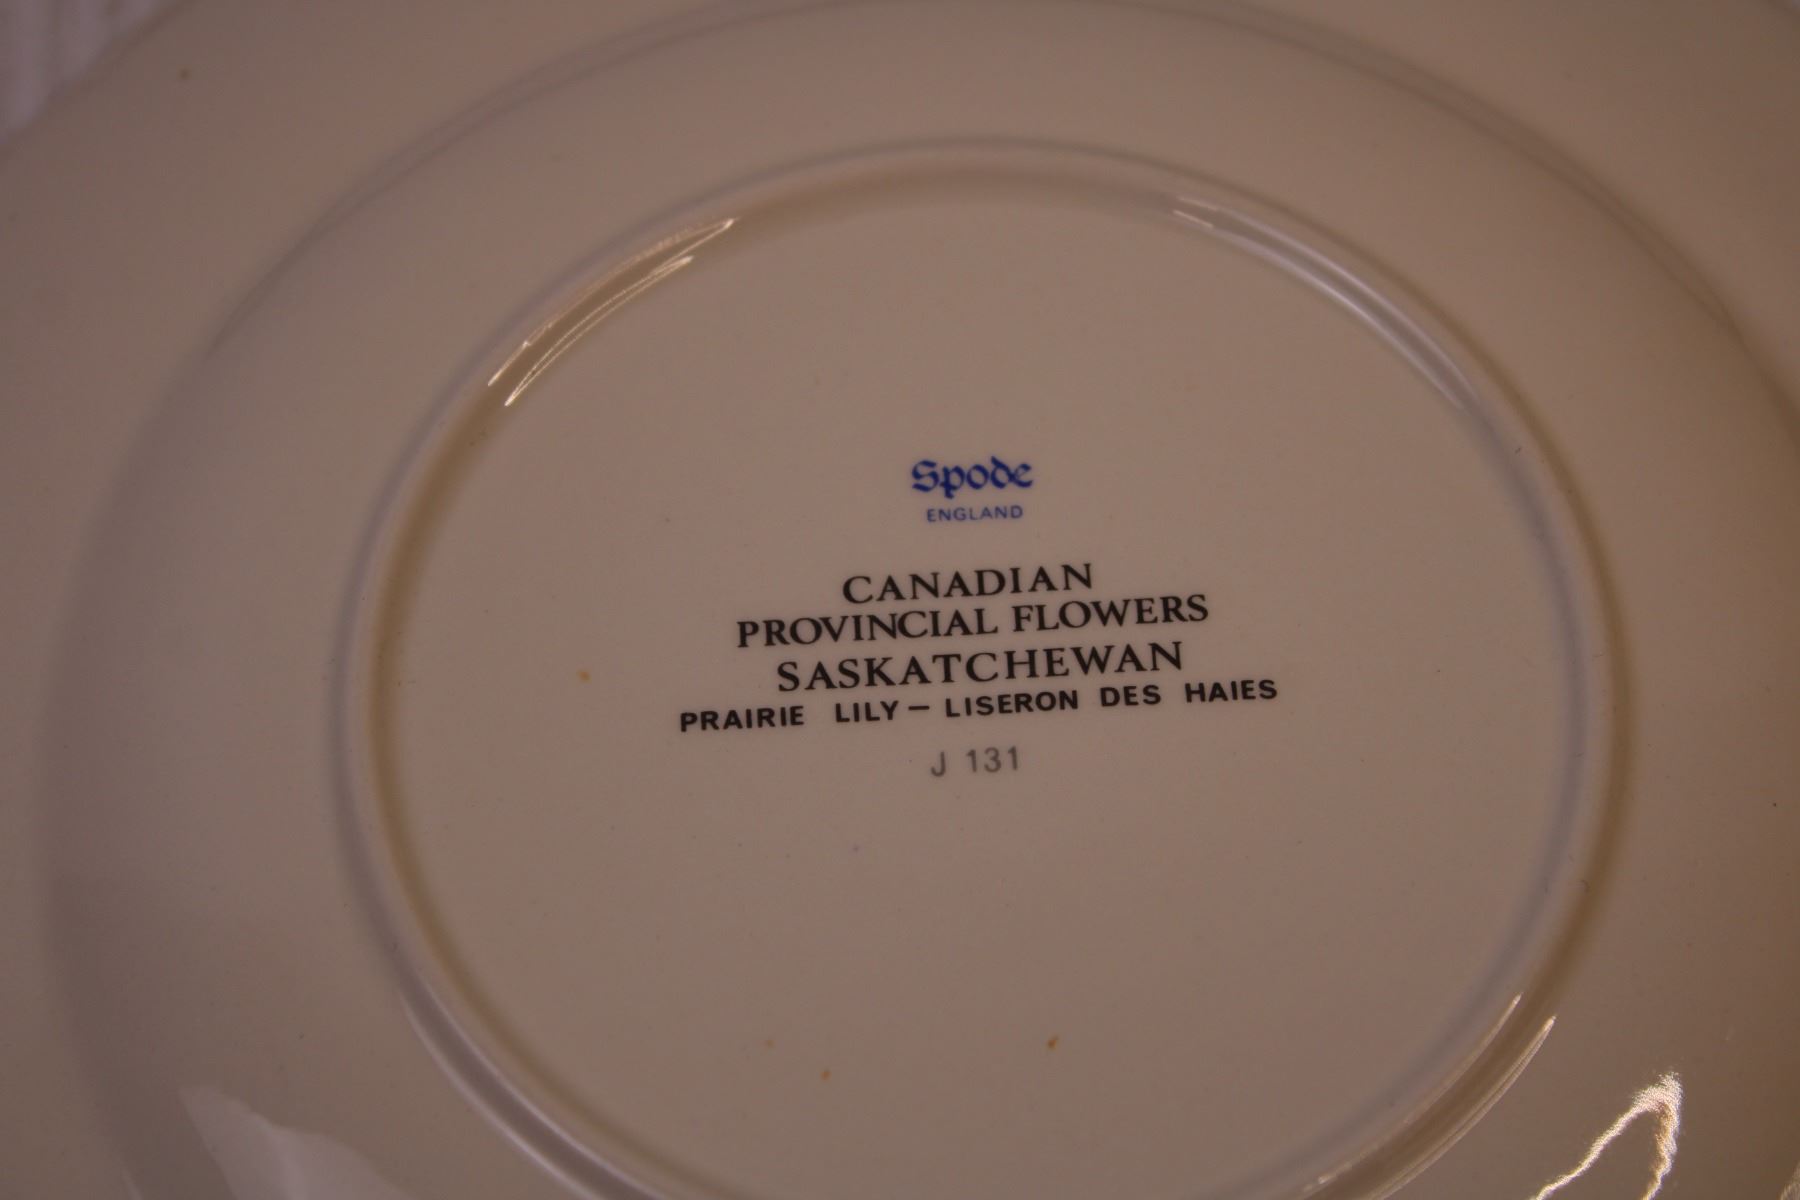 Spode
ENGLAND
CANADIAN
PROVINCIAL FLOWERS
SASKATCHEWAN
PRAIRIE LILY — LISERON DES HAIES
J 131